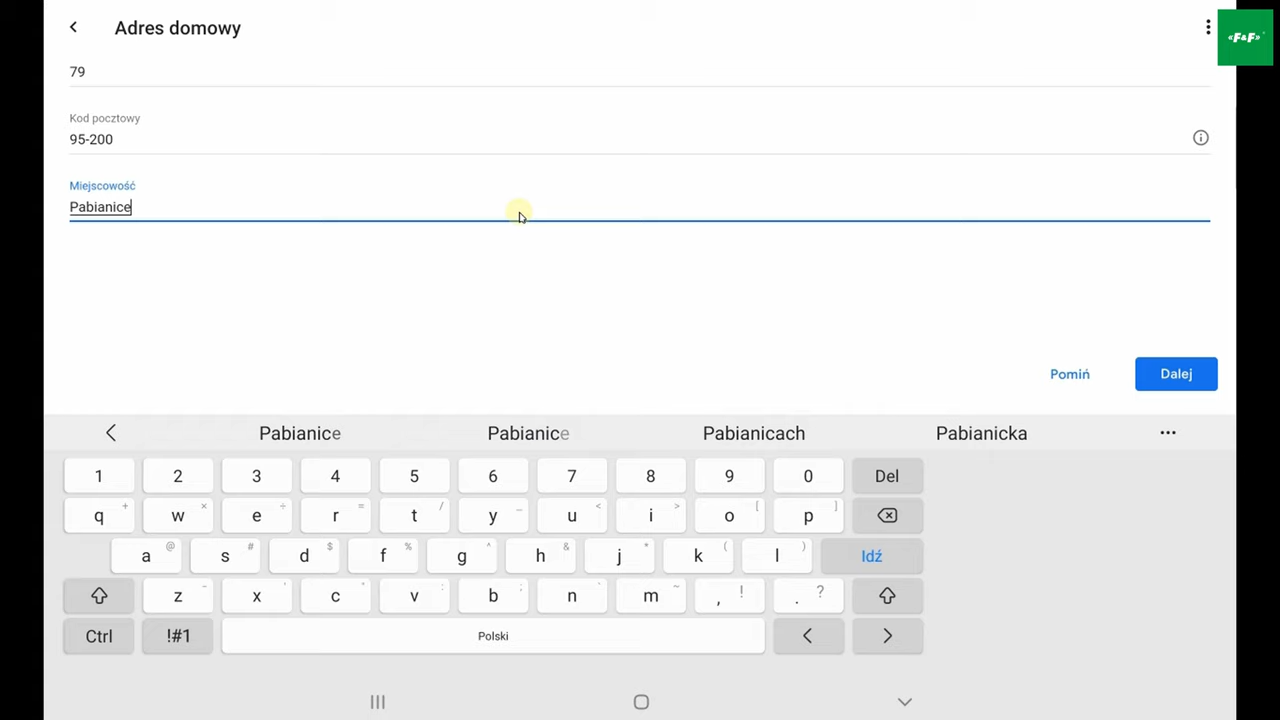 Adres domowy
«F&F»
79
Kod pocztowy
95-200
Miejscowość
Pabianice
Pomiń
Dalej
Pabianice
Pabianice
Pabianicach
Pabianicka
1 2 3 4 5 6 7 8 9 0 Del
q + w × e ÷ r = t / y _ u < i > o [ p ]
a @ s # d $ f % g ^ h & j * k ( l ) Idź
z - x ' c " v : b ; n , m ~ , ! . ?
Ctrl !#1 Polski